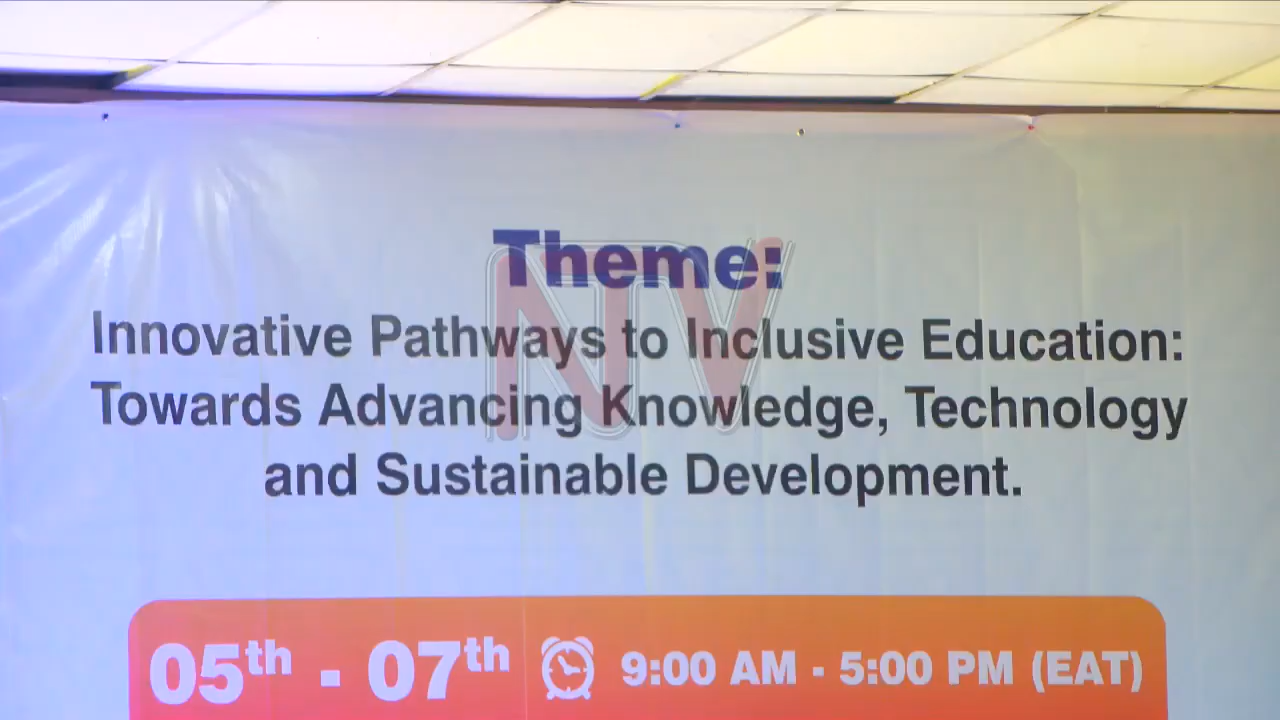 Theme:
NTV
Innovative Pathways to Inclusive Education:
Towards Advancing Knowledge, Technology
and Sustainable Development.
05th - 07th 9:00 AM - 5:00 PM (EAT)